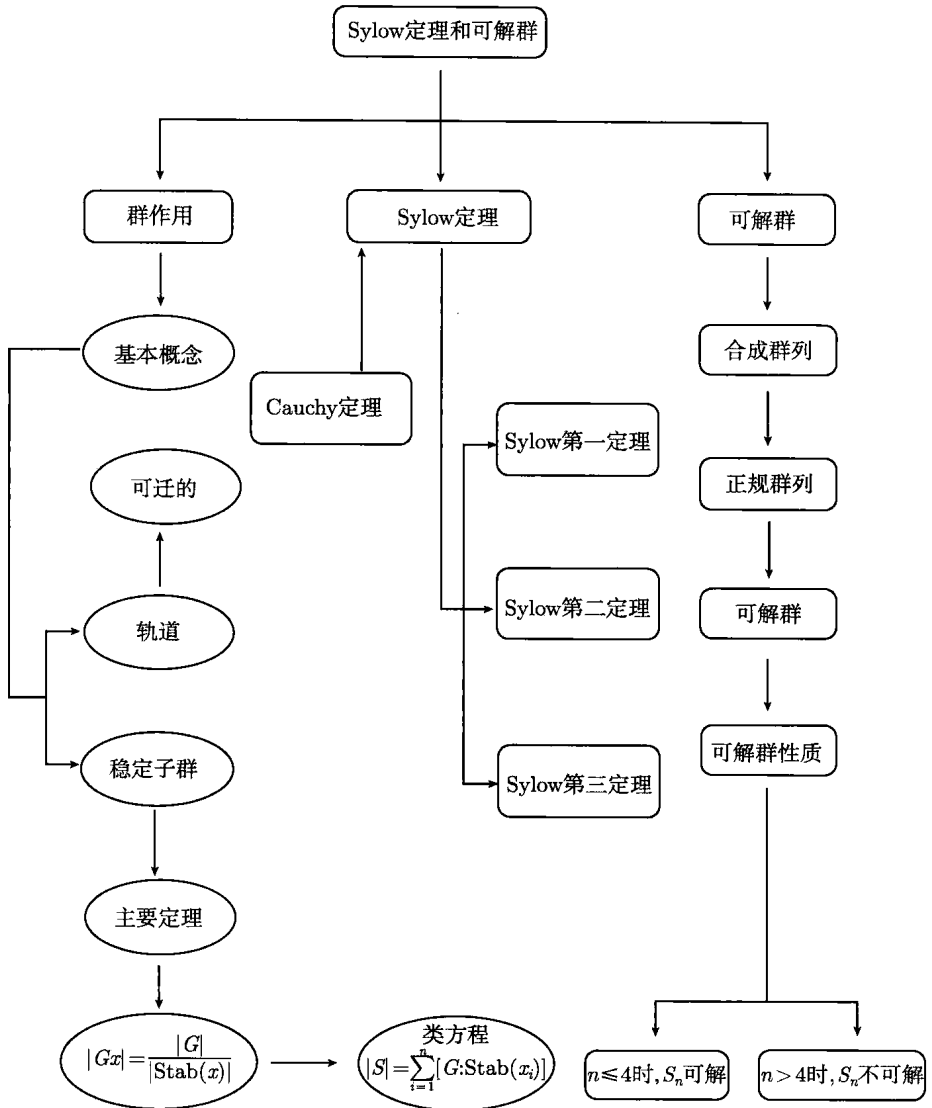 Sylow定理和可解群
群作用
Sylow定理
可解群
基本概念
合成群列
Cauchy定理
Sylow第一定理
可迁的
正规群列
轨道
Sylow第二定理
可解群
稳定子群
Sylow第三定理
可解群性质
主要定理
|Gx|=|G|/|Stab(x)|
类方程
|S|=∑_{i=1}^{n}[G:Stab(x_i)]
n≤4时,S_n可解
n>4时,S_n不可解